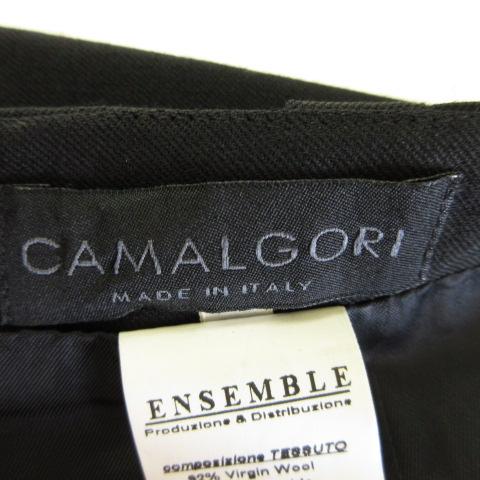 CAMALGORI
MADE IN ITALY
ENSEMBLE
Produzione & Distribuzione
composizione TESSUTO
Virgin Wool